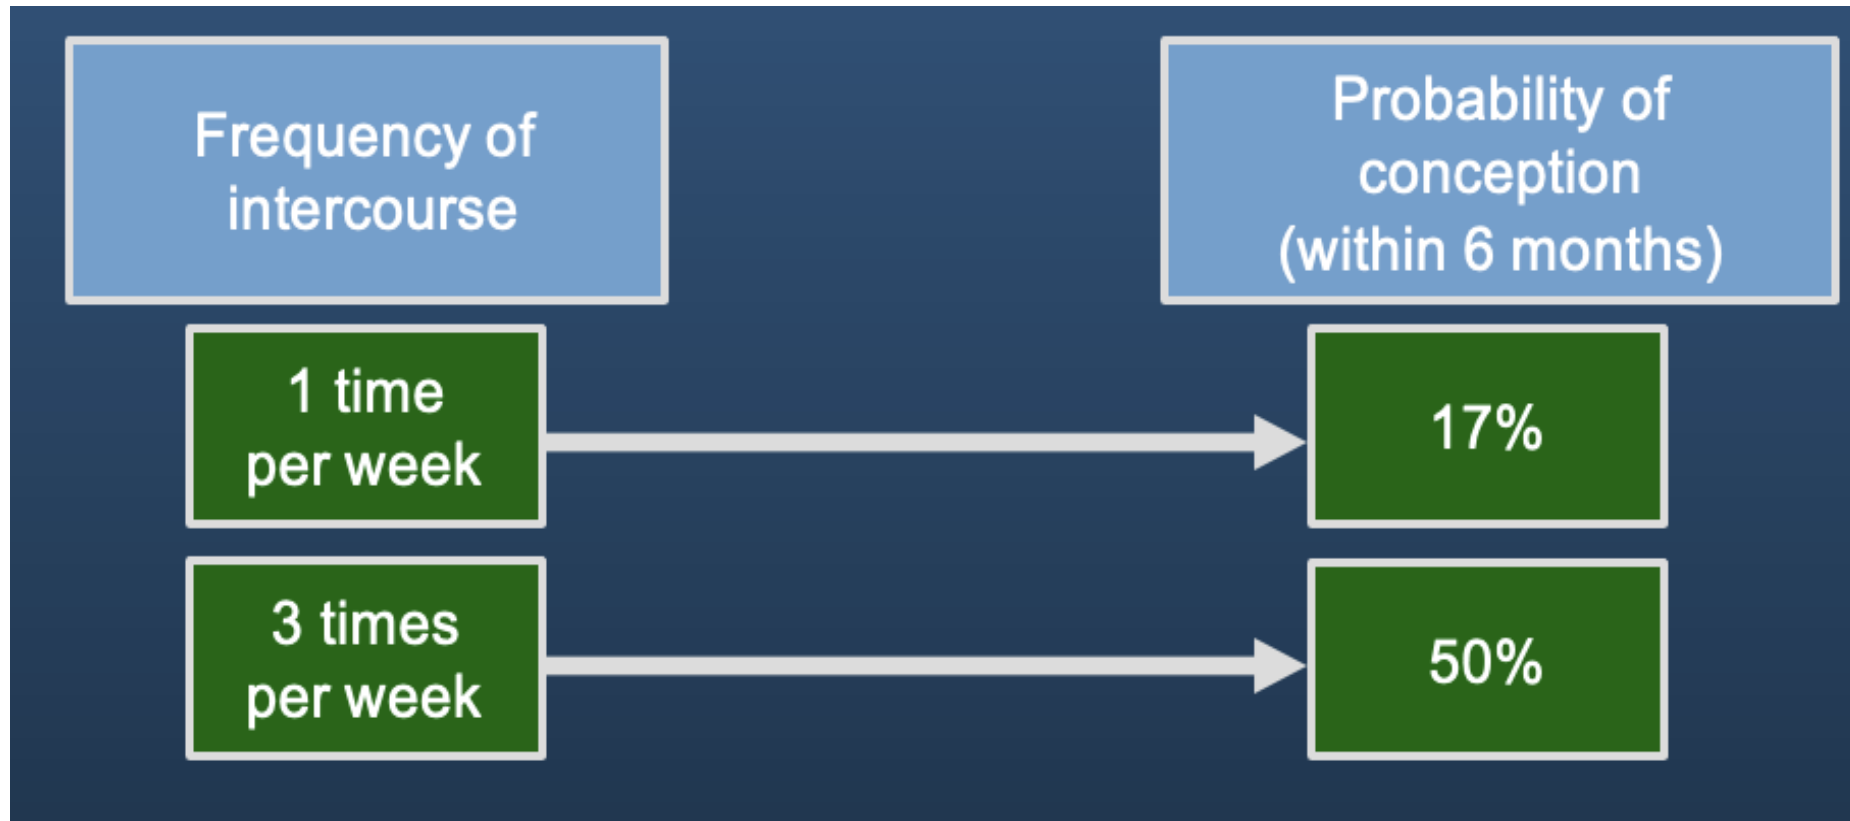 Frequency of
intercourse
Probability of
conception
(within 6 months)
1 time
per week
17%
3 times
per week
50%